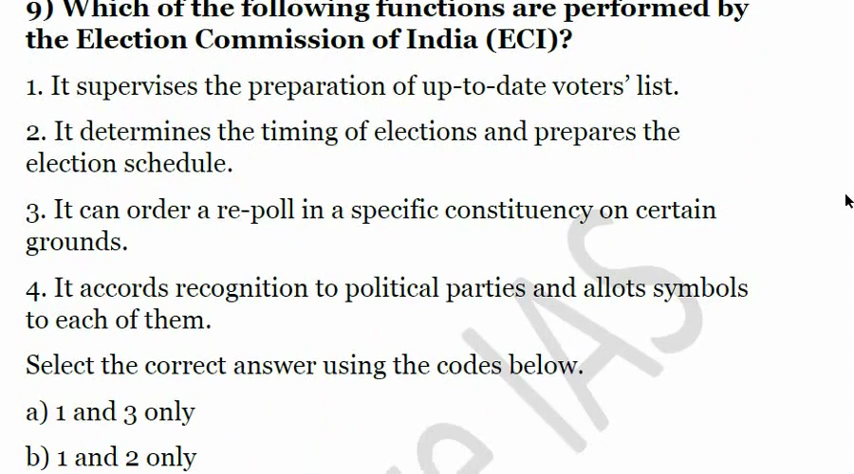 9) Which of the following functions are performed by
the Election Commission of India (ECI)?
1. It supervises the preparation of up-to-date voters’ list.
2. It determines the timing of elections and prepares the
election schedule.
3. It can order a re-poll in a specific constituency on certain
grounds.
4. It accords recognition to political parties and allots symbols
to each of them.
Select the correct answer using the codes below.
a) 1 and 3 only
b) 1 and 2 only
IAS